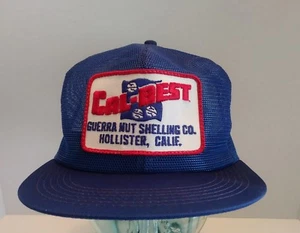 CAL-BEST
GUERRA NUT SHELLING CO.
HOLLISTER, CALIF.